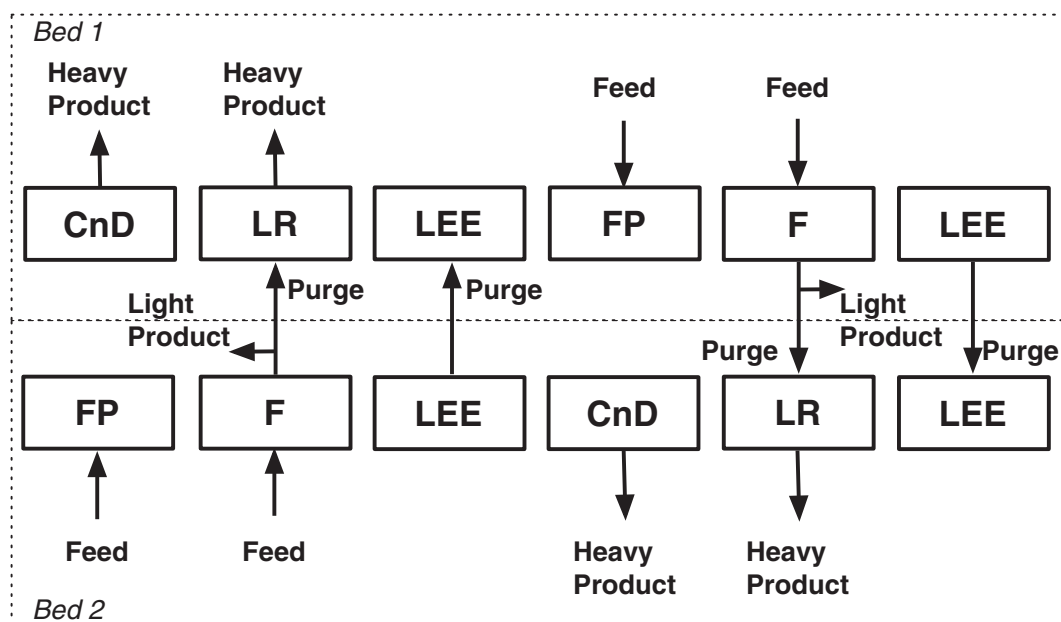 Bed 1
Heavy
Product
Heavy
Product
Feed
Feed
CnD
LR
LEE
FP
F
LEE
Purge
Purge
Light
Product
Light
Product
Purge
Purge
FP
F
LEE
CnD
LR
LEE
Feed
Feed
Heavy
Product
Heavy
Product
Bed 2